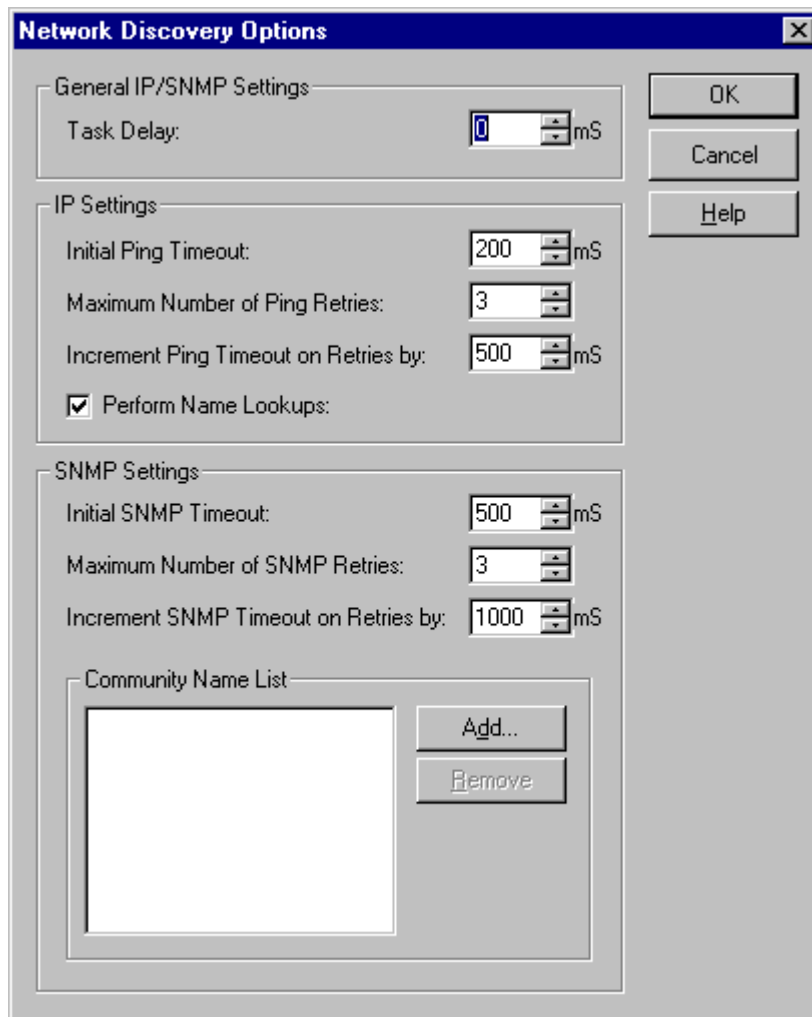 Network Discovery Options
General IP/SNMP Settings
Task Delay: 0 mS
OK
Cancel
Help
IP Settings
Initial Ping Timeout: 200 mS
Maximum Number of Ping Retries: 3
Increment Ping Timeout on Retries by: 500 mS
Perform Name Lookups:
SNMP Settings
Initial SNMP Timeout: 500 mS
Maximum Number of SNMP Retries: 3
Increment SNMP Timeout on Retries by: 1000 mS
Community Name List
Add...
Remove